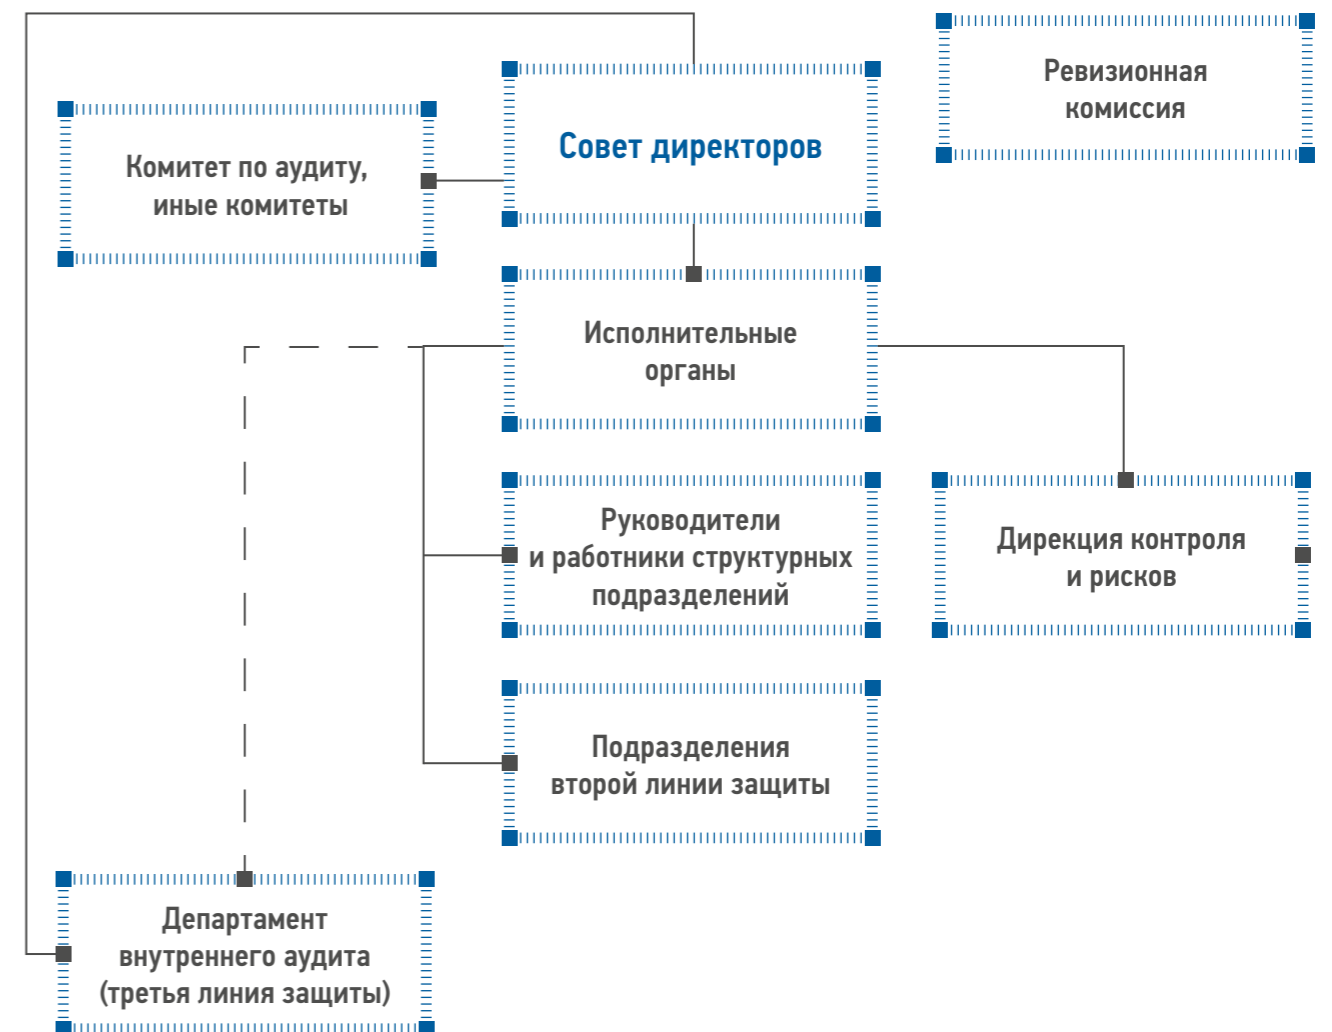 Ревизионная
комиссия
Совет директоров
Комитет по аудиту,
иные комитеты
Исполнительные
органы
Руководители
и работники структурных
подразделений
Дирекция контроля
и рисков
Подразделения
второй линии защиты
Департамент
внутреннего аудита
(третья линия защиты)